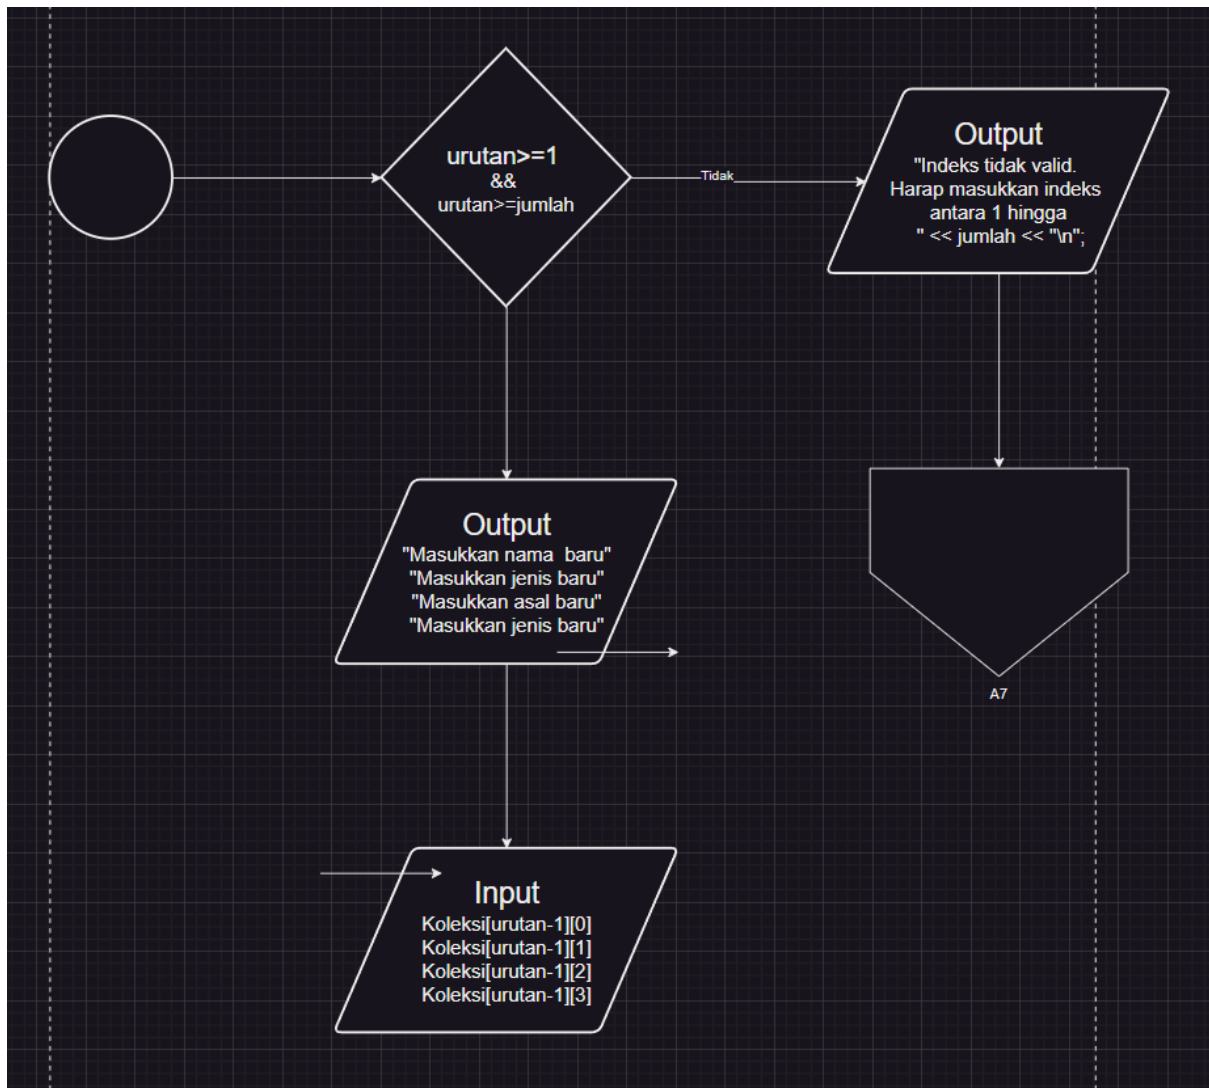 urutan>=1
&&
urutan>=jumlah
Tidak
Output
"Indeks tidak valid.
Harap masukkan indeks
antara 1 hingga
" << jumlah << "\n";
Output
"Masukkan nama  baru"
"Masukkan jenis baru"
"Masukkan asal baru"
"Masukkan jenis baru"
A7
Input
Koleksi[urutan-1][0]
Koleksi[urutan-1][1]
Koleksi[urutan-1][2]
Koleksi[urutan-1][3]